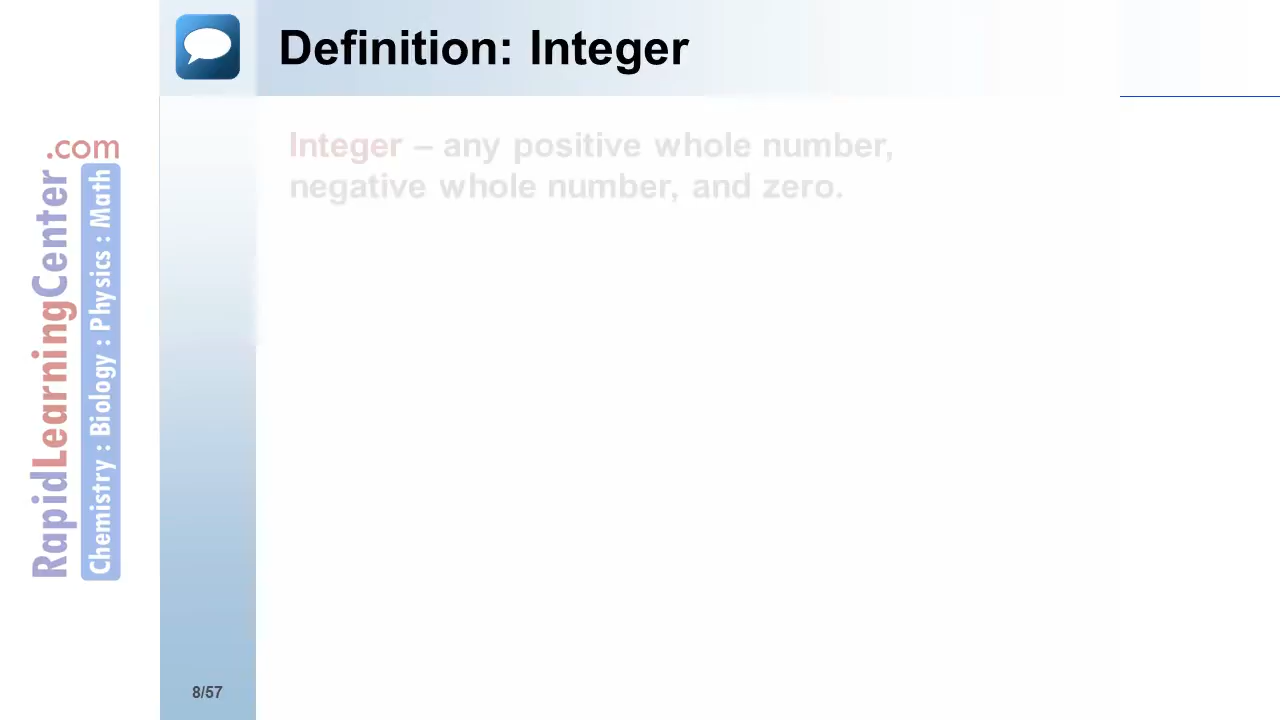 Definition: Integer
Integer – any positive whole number,
negative whole number, and zero.
RapidLearningCenter.com
Chemistry : Biology : Physics : Math
8/57